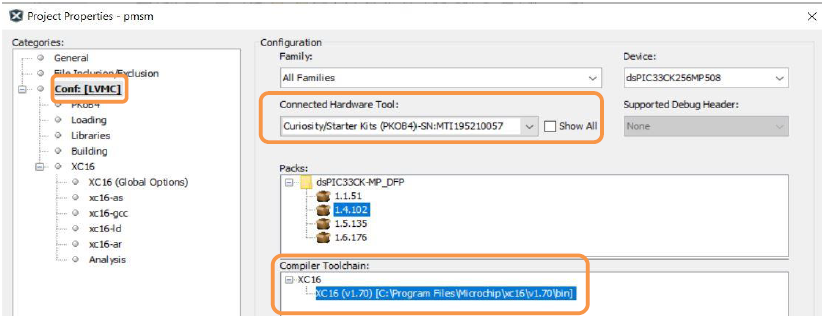 Project Properties - pmsm
Categories:
General
File Inclusion/Exclusion
Conf: [LVMC]
PKOB4
Loading
Libraries
Building
XC16
XC16 (Global Options)
xc16-as
xc16-gcc
xc16-ld
xc16-ar
Analysis
Configuration
Family:
All Families
Device:
dsPIC33CK256MP508
Connected Hardware Tool:
Curiosity/Starter Kits (PKOB4)-SN:MTI195210057
Show All
Supported Debug Header:
None
Packs:
dsPIC33CK-MP_DFP
1.1.51
1.4.102
1.5.135
1.6.176
Compiler Toolchain:
XC16
XC16 (v1.70) [C:\Program Files\Microchip\xc16\v1.70\bin]